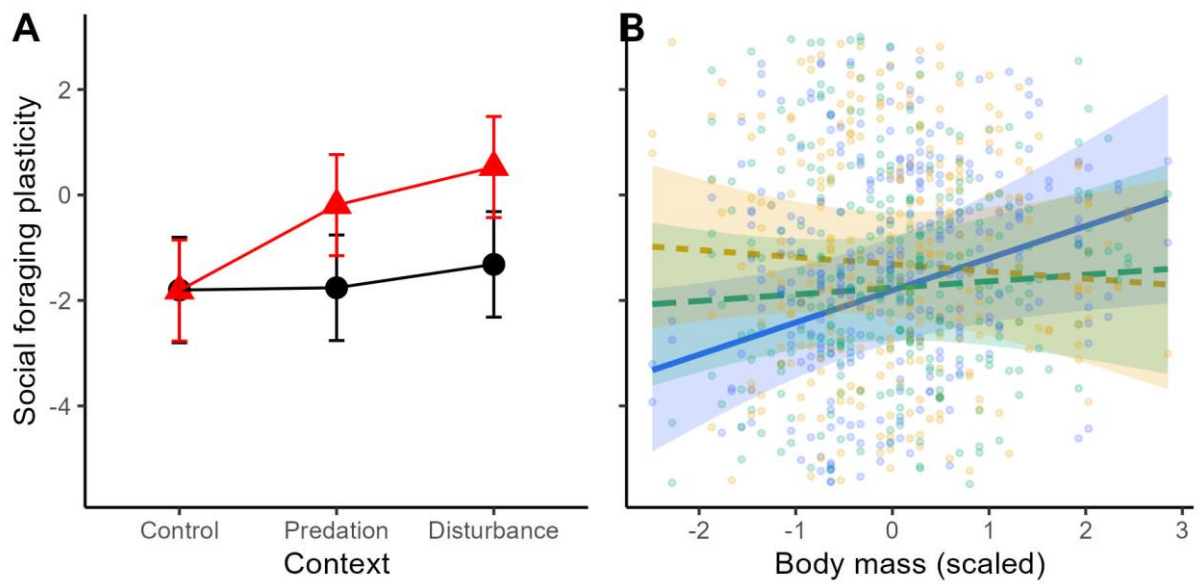 A
B
Social foraging plasticity
2
0
-2
-4
Control
Predation
Disturbance
Context
-2
-1
0
1
2
3
Body mass (scaled)